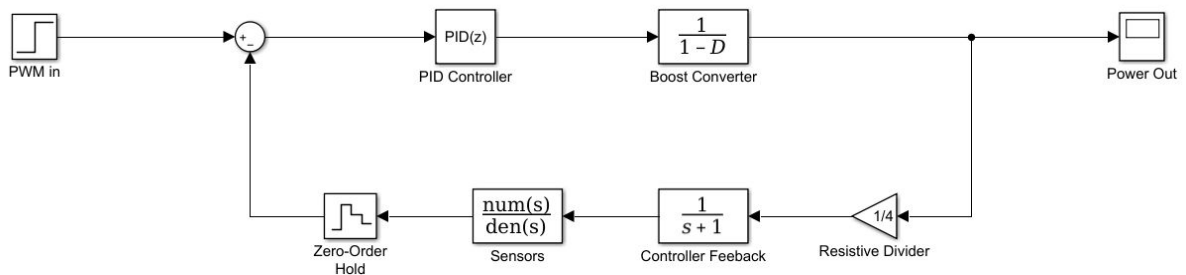 PWM in
+
−
PID(z)
PID Controller
1
1 − D
Boost Converter
Power Out
Zero-Order
Hold
num(s)
den(s)
Sensors
1
s + 1
Controller Feeback
1/4
Resistive Divider